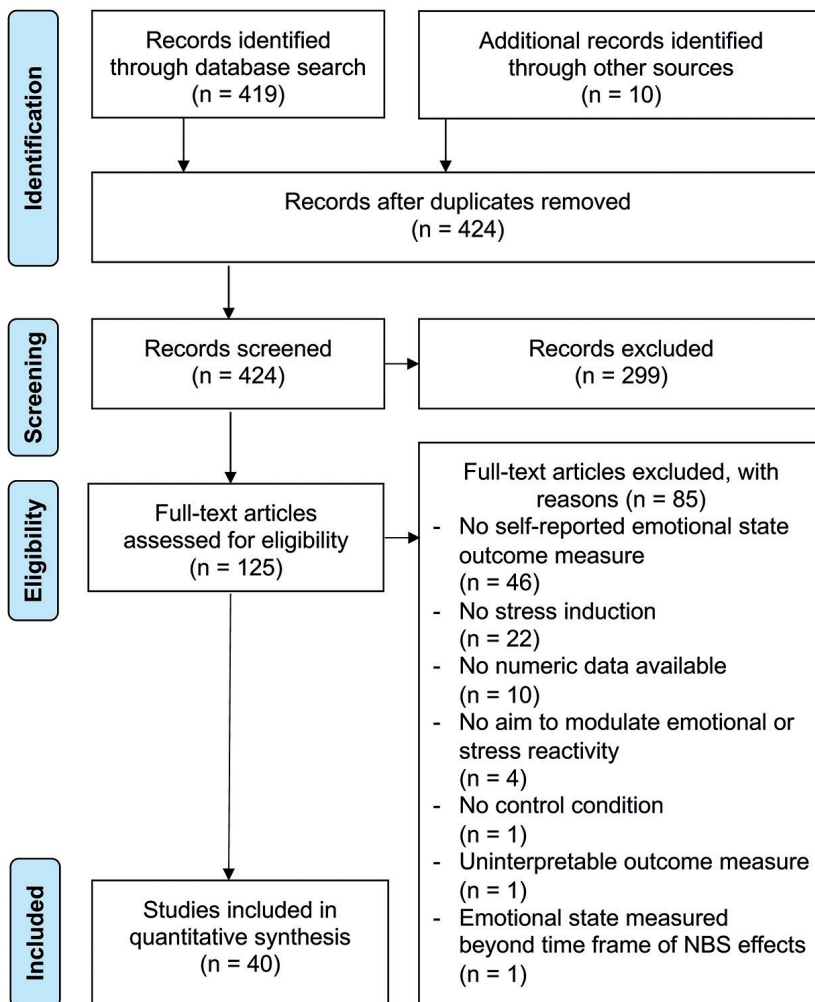 Identification
Records identified
through database search
(n = 419)
Additional records identified
through other sources
(n = 10)
Records after duplicates removed
(n = 424)
Screening
Records screened
(n = 424)
Records excluded
(n = 299)
Eligibility
Full-text articles
assessed for eligibility
(n = 125)
Full-text articles excluded, with
reasons (n = 85)
- No self-reported emotional state
outcome measure
(n = 46)
- No stress induction
(n = 22)
- No numeric data available
(n = 10)
- No aim to modulate emotional or
stress reactivity
(n = 4)
- No control condition
(n = 1)
- Uninterpretable outcome measure
(n = 1)
- Emotional state measured
beyond time frame of NBS effects
(n = 1)
Included
Studies included in
quantitative synthesis
(n = 40)